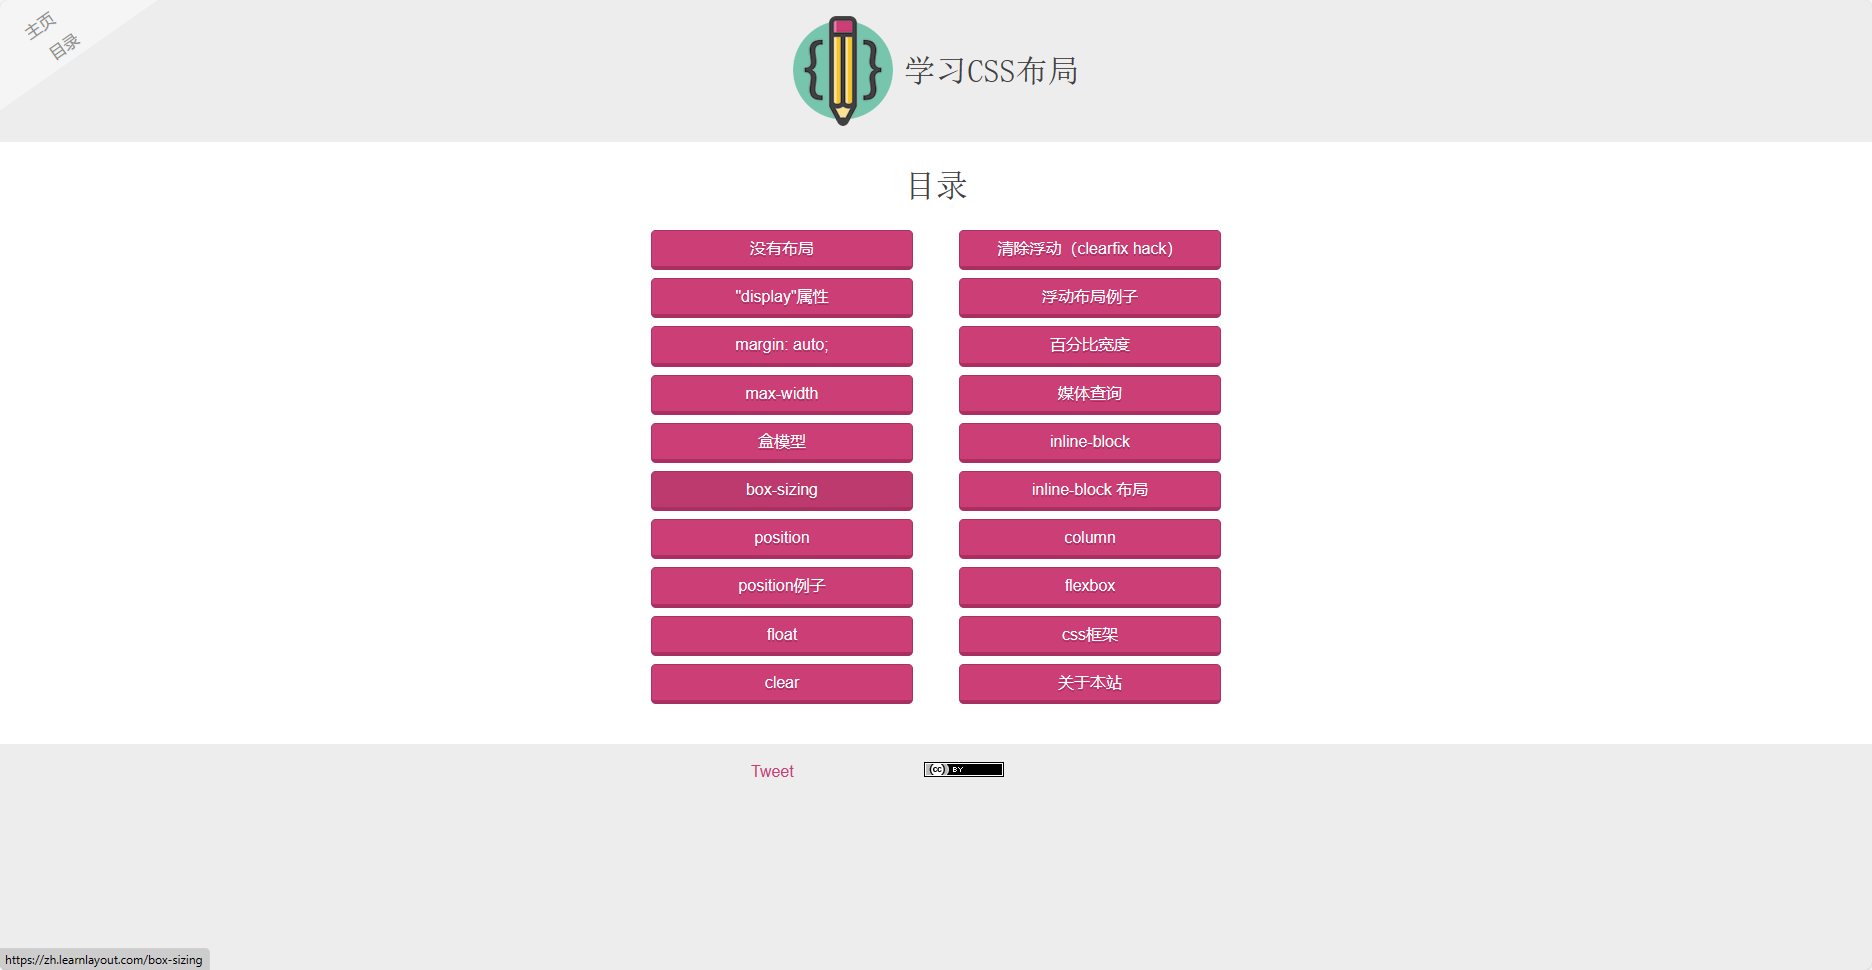 主页
目录
学习CSS布局
目录
没有布局
"display"属性
margin: auto;
max-width
盒模型
box-sizing
position
position例子
float
clear
清除浮动（clearfix hack）
浮动布局例子
百分比宽度
媒体查询
inline-block
inline-block 布局
column
flexbox
css框架
关于本站
Tweet
cc BY
https://zh.learnlayout.com/box-sizing